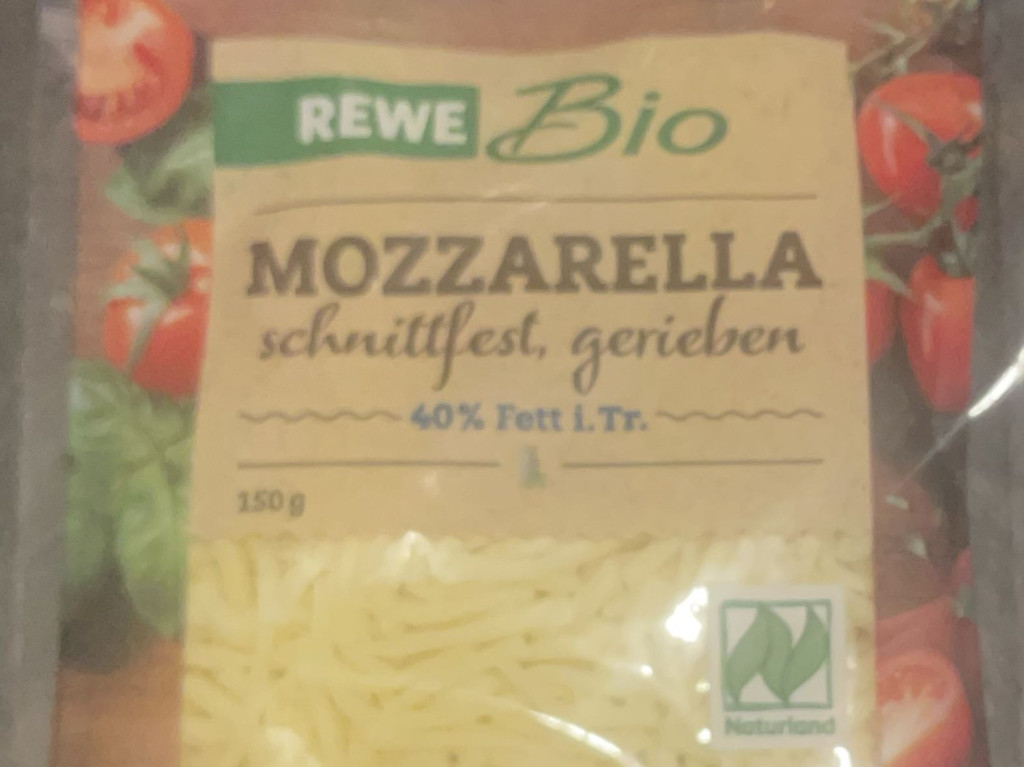 REWE Bio
MOZZARELLA
schnittfest, gerieben
40% Fett i.Tr.
150 g
Naturland